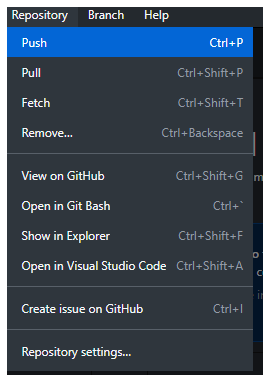 Repository Branch Help
Push Ctrl+P
Pull Ctrl+Shift+P
Fetch Ctrl+Shift+T
Remove... Ctrl+Backspace
View on GitHub Ctrl+Shift+G
Open in Git Bash Ctrl+`
Show in Explorer Ctrl+Shift+F
Open in Visual Studio Code Ctrl+Shift+A
Create issue on GitHub Ctrl+I
Repository settings...